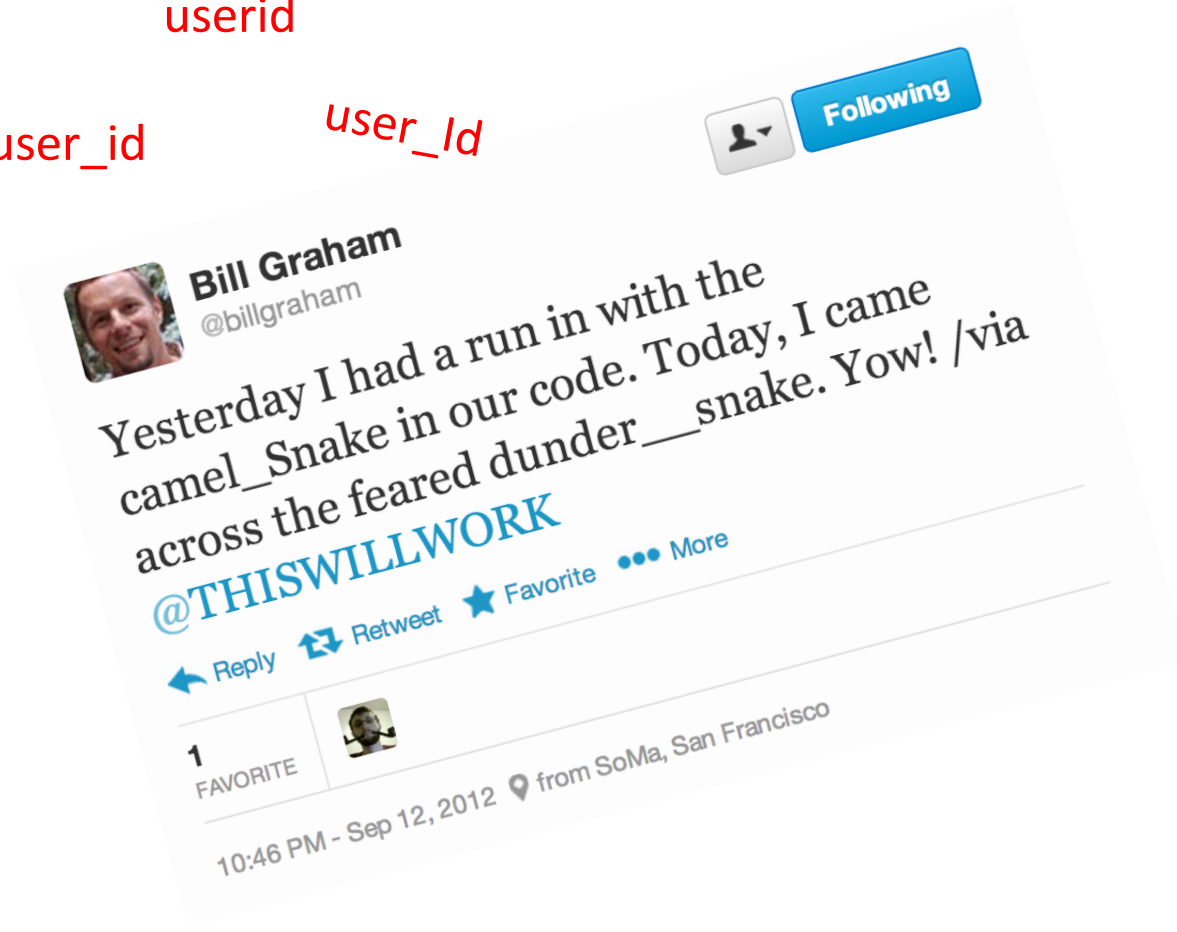 userid
user_id
user_Id
Following
Bill Graham
@billgraham
Yesterday I had a run in with the
camel_Snake in our code. Today, I came
across the feared dunder__snake. Yow! /via
@THISWILLWORK
Reply Retweet Favorite More
1
FAVORITE
10:46 PM - Sep 12, 2012 from SoMa, San Francisco